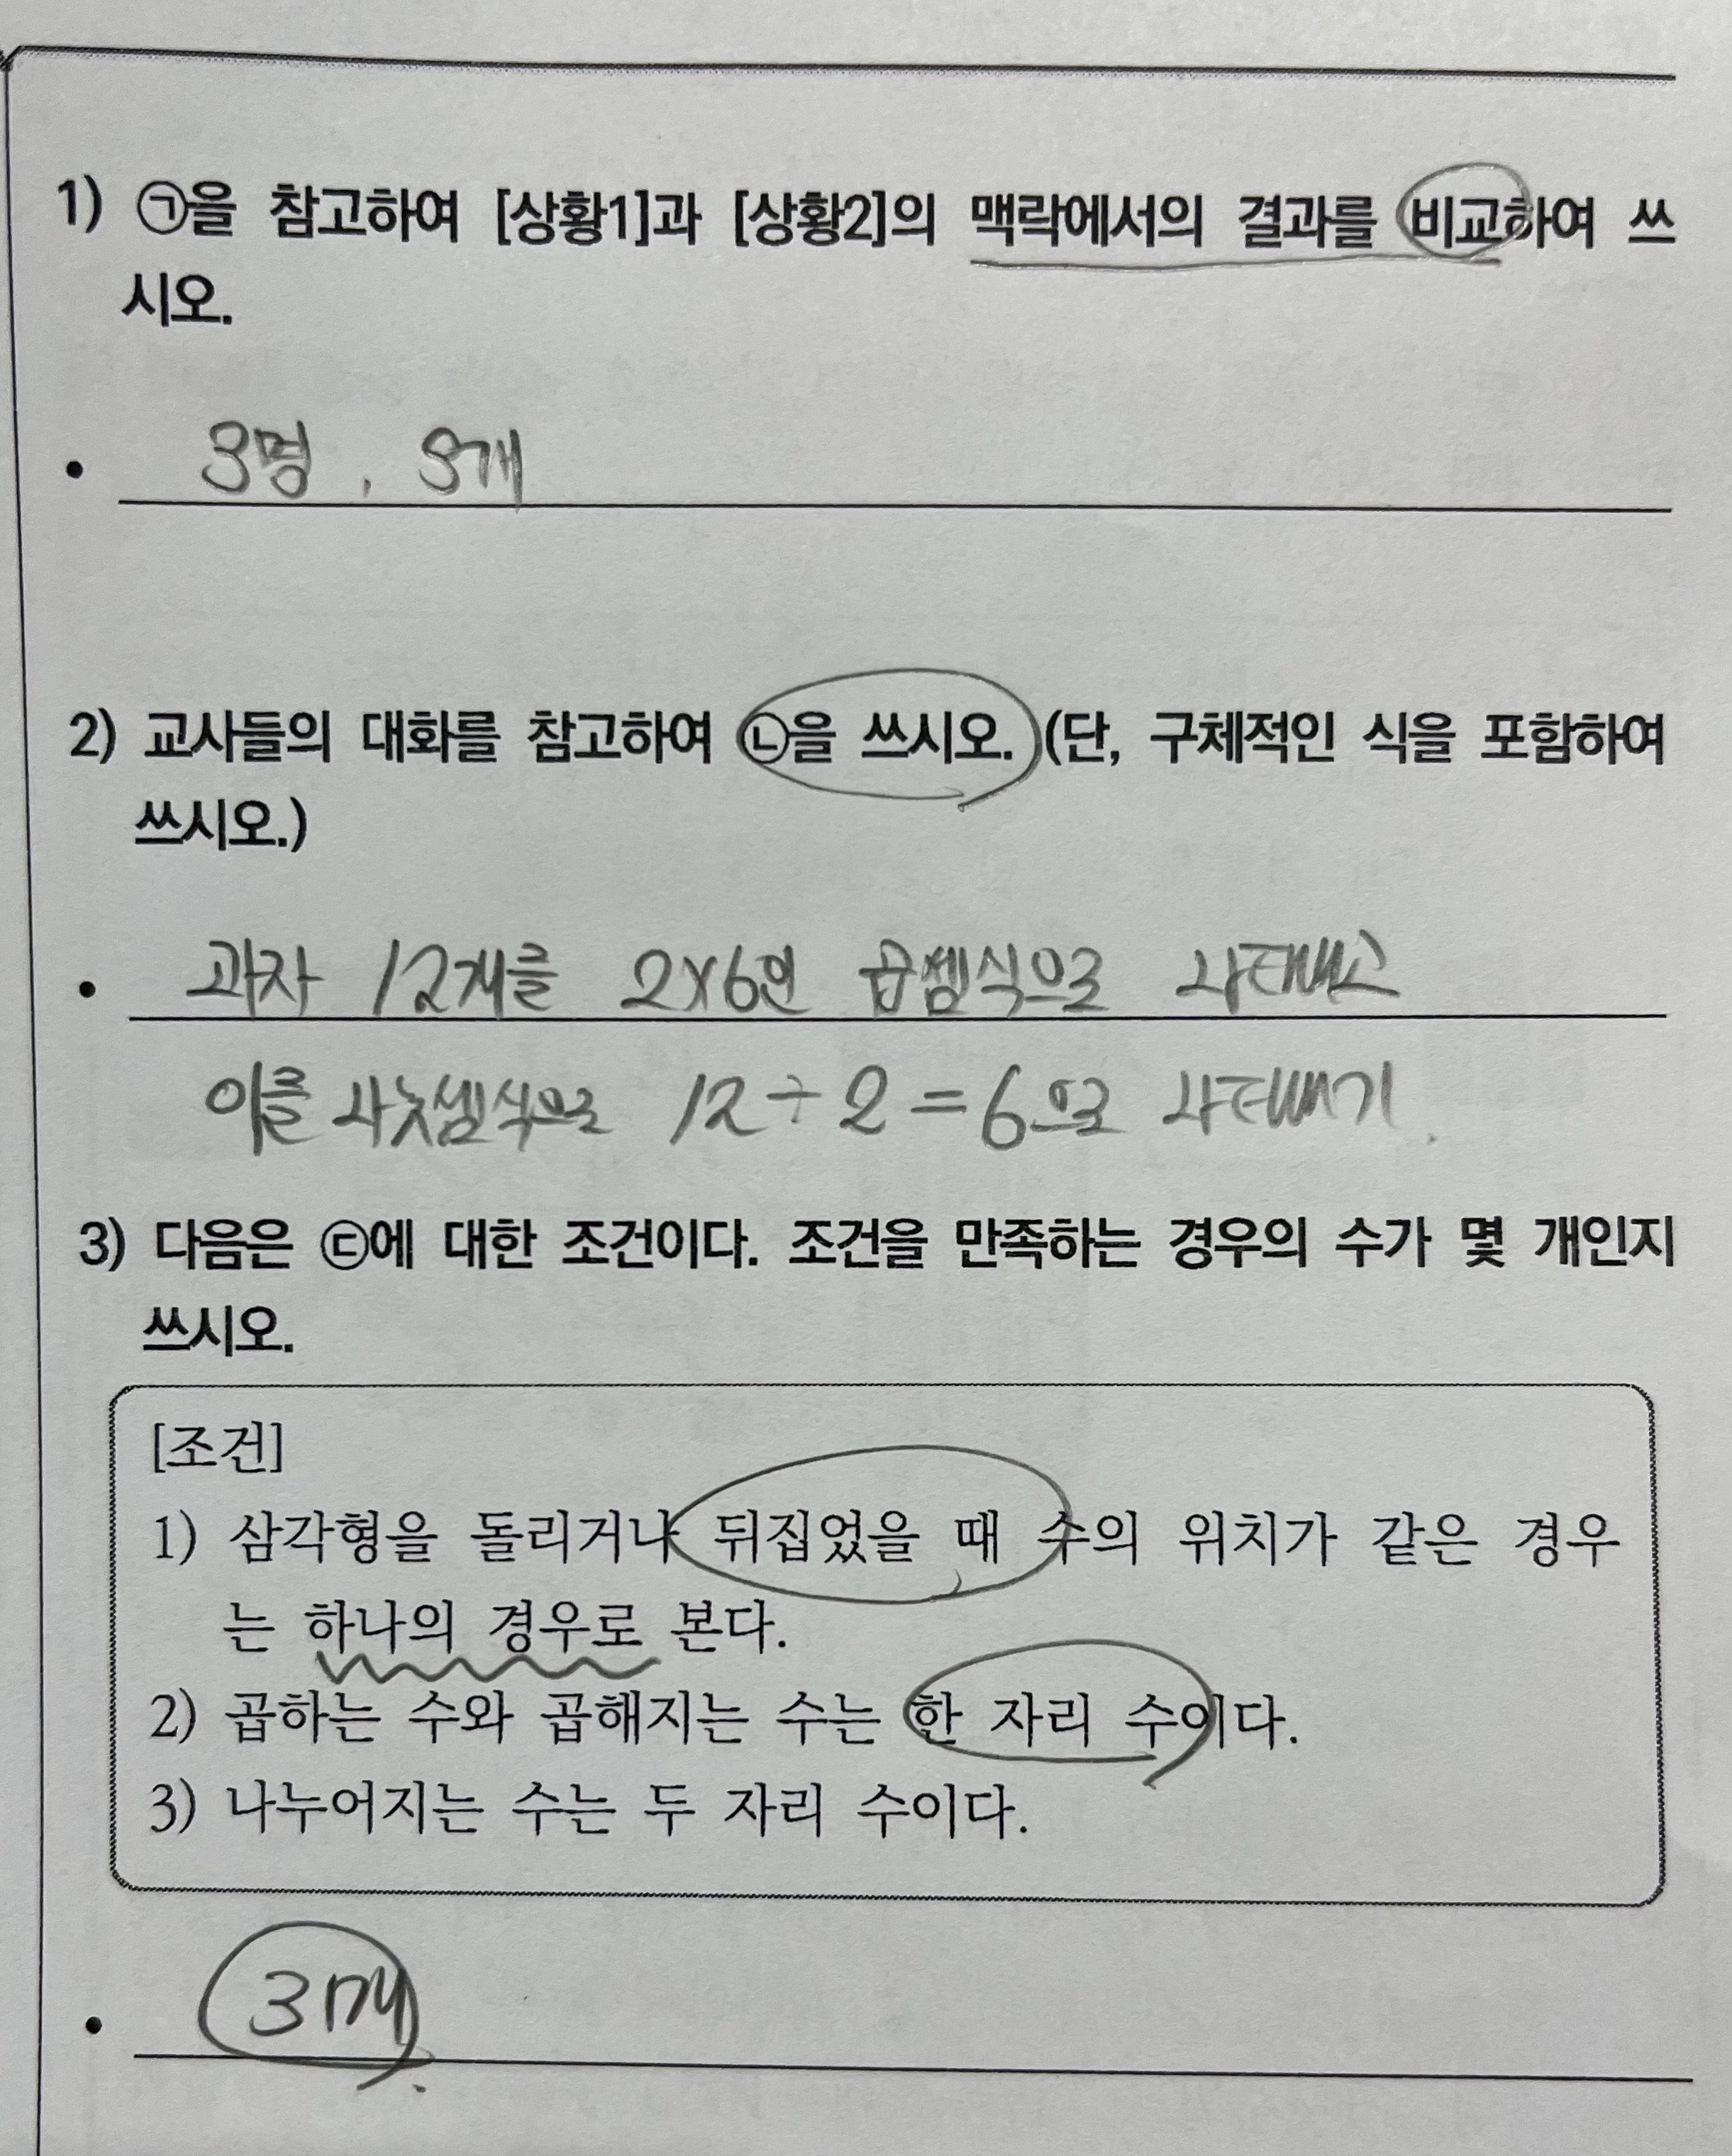 1) ㉠을 참고하여 [상황1]과 [상황2]의 맥락에서의 결과를 비교하여 쓰
시오.
• 3명, 3개
2) 교사들의 대화를 참고하여 ㉡을 쓰시오. (단, 구체적인 식을 포함하여
쓰시오.)
• 과자 12개를 2×6인 곱셈식으로 나타내고
이를 나눗셈식으로 12÷2=6으로 나타내기.
3) 다음은 ㉢에 대한 조건이다. 조건을 만족하는 경우의 수가 몇 개인지
쓰시오.
[조건]
1) 삼각형을 돌리거나 뒤집었을 때 수의 위치가 같은 경우
는 하나의 경우로 본다.
2) 곱하는 수와 곱해지는 수는 한 자리 수이다.
3) 나누어지는 수는 두 자리 수이다.
• 3개.